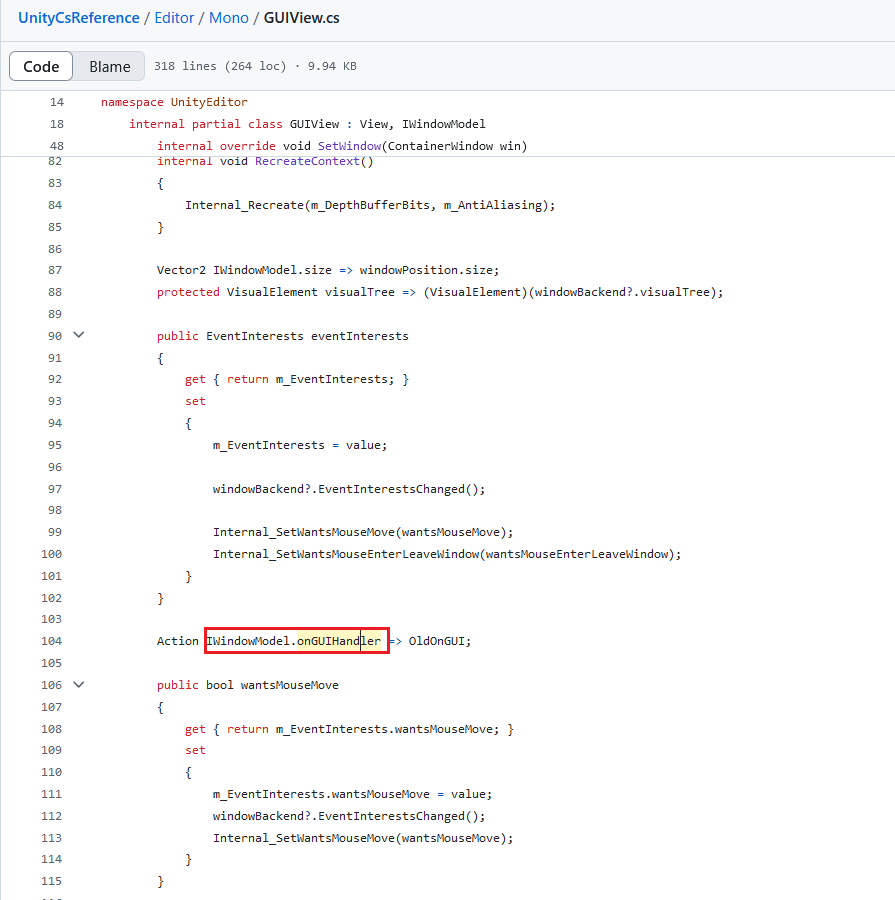 UnityCsReference / Editor / Mono / GUIView.cs
Code Blame 318 lines (264 loc) · 9.94 KB
14 namespace UnityEditor
18 internal partial class GUIView : View, IWindowModel
48 internal override void SetWindow(ContainerWindow win)
82 internal void RecreateContext()
83 {
84 Internal_Recreate(m_DepthBufferBits, m_AntiAliasing);
85 }
86
87 Vector2 IWindowModel.size => windowPosition.size;
88 protected VisualElement visualTree => (VisualElement)(windowBackend?.visualTree);
89
90 public EventInterests eventInterests
91 {
92 get { return m_EventInterests; }
93 set
94 {
95 m_EventInterests = value;
96
97 windowBackend?.EventInterestsChanged();
98
99 Internal_SetWantsMouseMove(wantsMouseMove);
100 Internal_SetWantsMouseEnterLeaveWindow(wantsMouseEnterLeaveWindow);
101 }
102 }
103
104 Action IWindowModel.onGUIHandler => OldOnGUI;
105
106 public bool wantsMouseMove
107 {
108 get { return m_EventInterests.wantsMouseMove; }
109 set
110 {
111 m_EventInterests.wantsMouseMove = value;
112 windowBackend?.EventInterestsChanged();
113 Internal_SetWantsMouseMove(wantsMouseMove);
114 }
115 }